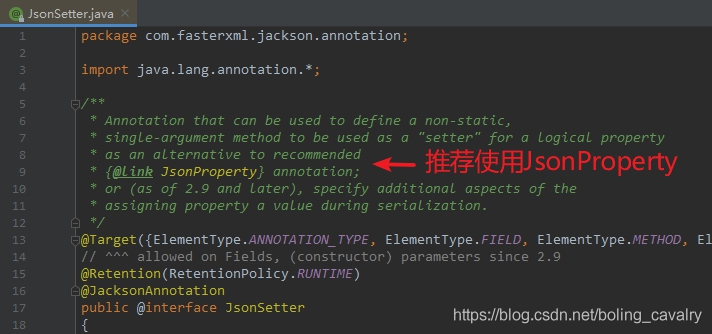 JsonSetter.java
1 package com.fasterxml.jackson.annotation;
2
3 import java.lang.annotation.*;
4
5 /**
6 * Annotation that can be used to define a non-static,
7 * single-argument method to be used as a "setter" for a logical property
8 * as an alternative to recommended
9 * {@link JsonProperty} annotation;
10 * or (as of 2.9 and later), specify additional aspects of the
11 * assigning property a value during serialization.
12 */
推荐使用JsonProperty
13 @Target({ElementType.ANNOTATION_TYPE, ElementType.FIELD, ElementType.METHOD, El
14 // ^^^ allowed on Fields, (constructor) parameters since 2.9
15 @Retention(RetentionPolicy.RUNTIME)
16 @JacksonAnnotation
17 public @interface JsonSetter
18 {
https://blog.csdn.net/boling_cavalry